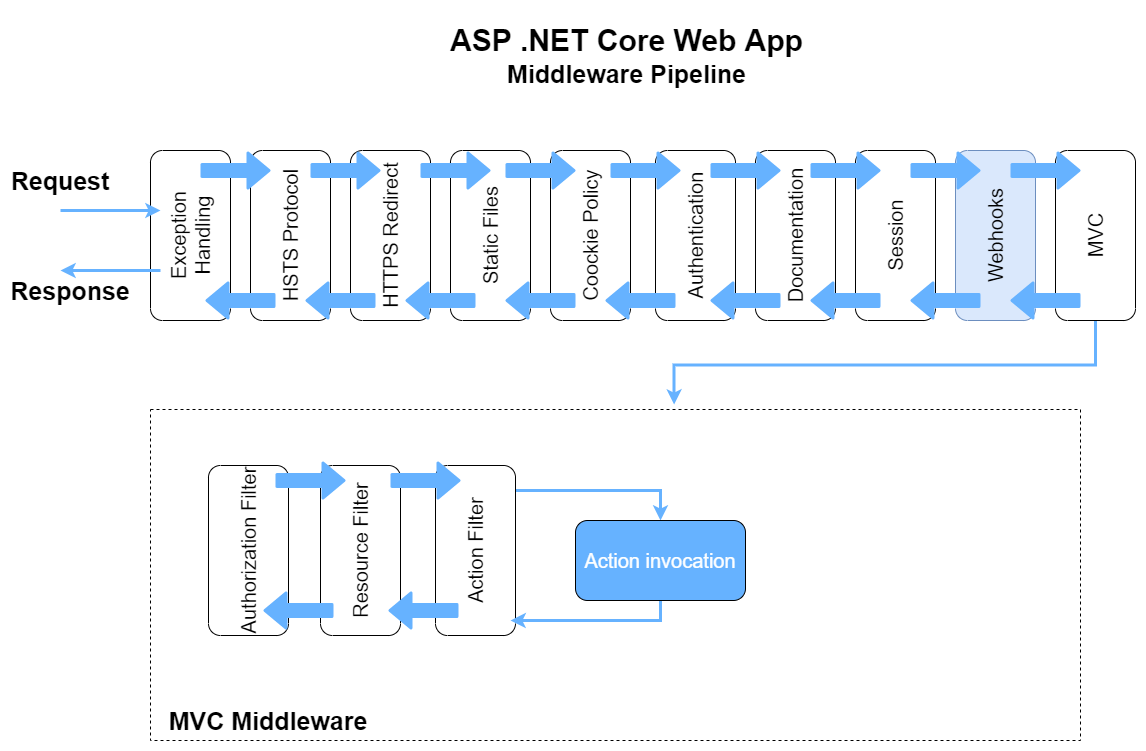 ASP .NET Core Web App
Middleware Pipeline
Request
Response
Exception
Handling
HSTS Protocol
HTTPS Redirect
Static Files
Coockie Policy
Authentication
Documentation
Session
Webhooks
MVC
Authorization Filter
Resource Filter
Action Filter
Action invocation
MVC Middleware